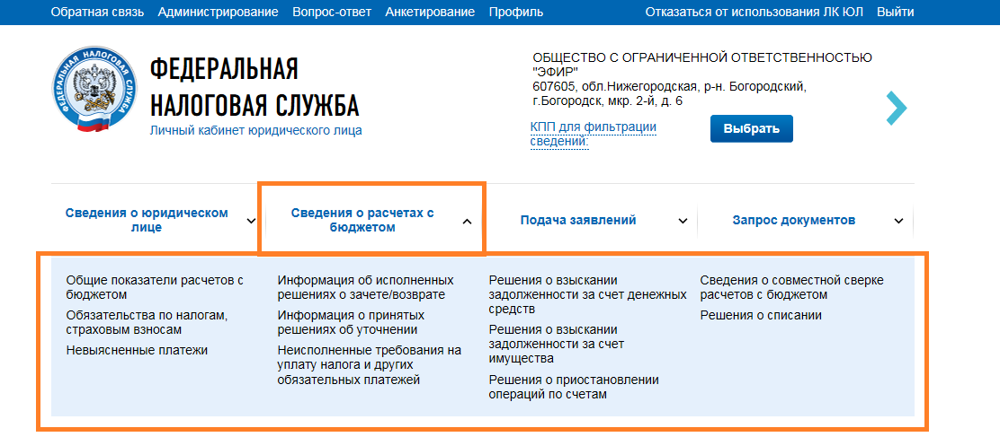 Обратная связь Администрирование Вопрос-ответ Анкетирование Профиль Отказаться от использования ЛК ЮЛ Выйти
ФЕДЕРАЛЬНАЯ НАЛОГОВАЯ СЛУЖБА
ФЕДЕРАЛЬНАЯ
НАЛОГОВАЯ СЛУЖБА
Личный кабинет юридического лица
ОБЩЕСТВО С ОГРАНИЧЕННОЙ ОТВЕТСТВЕННОСТЬЮ
"ЭФИР"
607605, обл.Нижегородская, р-н. Богородский,
г.Богородск, мкр. 2-й, д. 6
КПП для фильтрации
сведений:
Выбрать
Сведения о юридическом
лице
Сведения о расчетах с
бюджетом
Подача заявлений
Запрос документов
Общие показатели расчетов с
бюджетом
Обязательства по налогам,
страховым взносам
Невыясненные платежи
Информация об исполненных
решениях о зачете/возврате
Информация о принятых
решениях об уточнении
Неисполненные требования на
уплату налога и других
обязательных платежей
Решения о взыскании
задолженности за счет денежных
средств
Решения о взыскании
задолженности за счет
имущества
Решения о приостановлении
операций по счетам
Сведения о совместной сверке
расчетов с бюджетом
Решения о списании